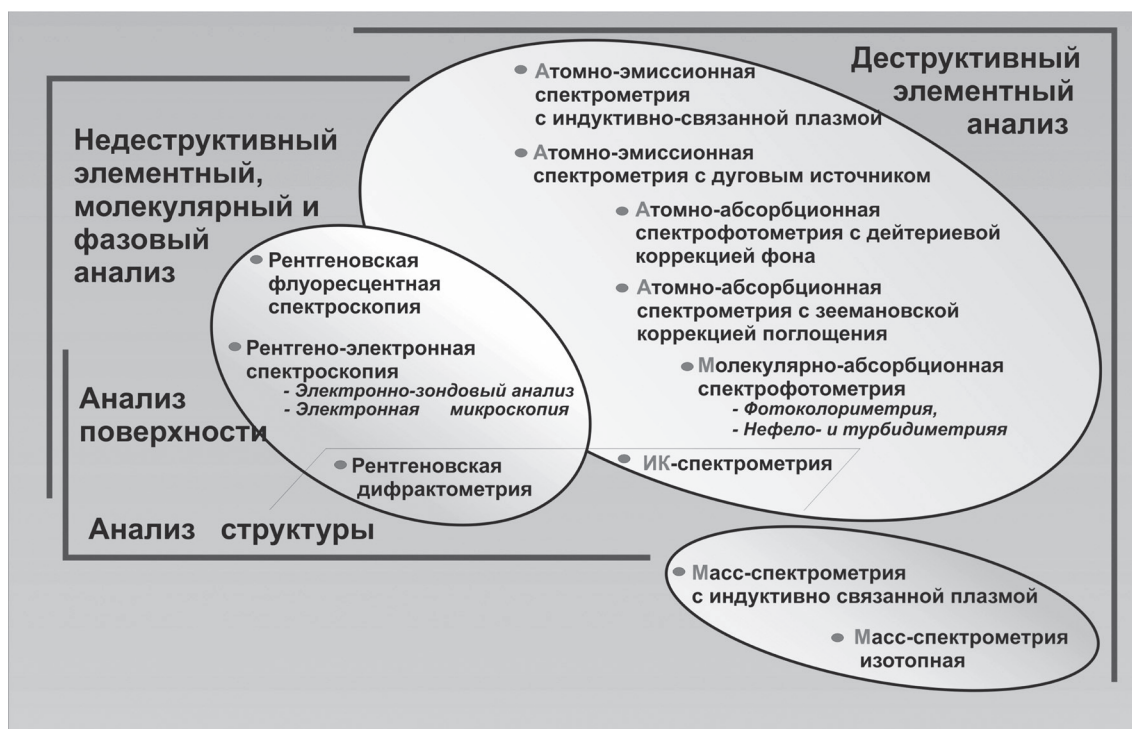 Деструктивный
элементный
анализ
Недеструктивный
элементный,
молекулярный и
фазовый
анализ
Атомно-эмиссионная
спектрометрия
с индуктивно-связанной плазмой
Атомно-эмиссионная
спектрометрия с дуговым источником
Атомно-абсорбционная
спектрофотометрия с дейтериевой
коррекцией фона
Атомно-абсорбционная
спектрометрия с зеемановской
коррекцией поглощения
Молекулярно-абсорбционная
спектрофотометрия
- Фотоколориметрия,
- Нефело- и турбидиметрияя
ИК-спектрометрия
Рентгеновская
флуоресцентная
спектроскопия
Рентгено-электронная
спектроскопия
- Электронно-зондовый анализ
- Электронная микроскопия
Рентгеновская
дифрактометрия
Анализ
поверхности
Анализ структуры
Масс-спектрометрия
с индуктивно связанной плазмой
Масс-спектрометрия
изотопная